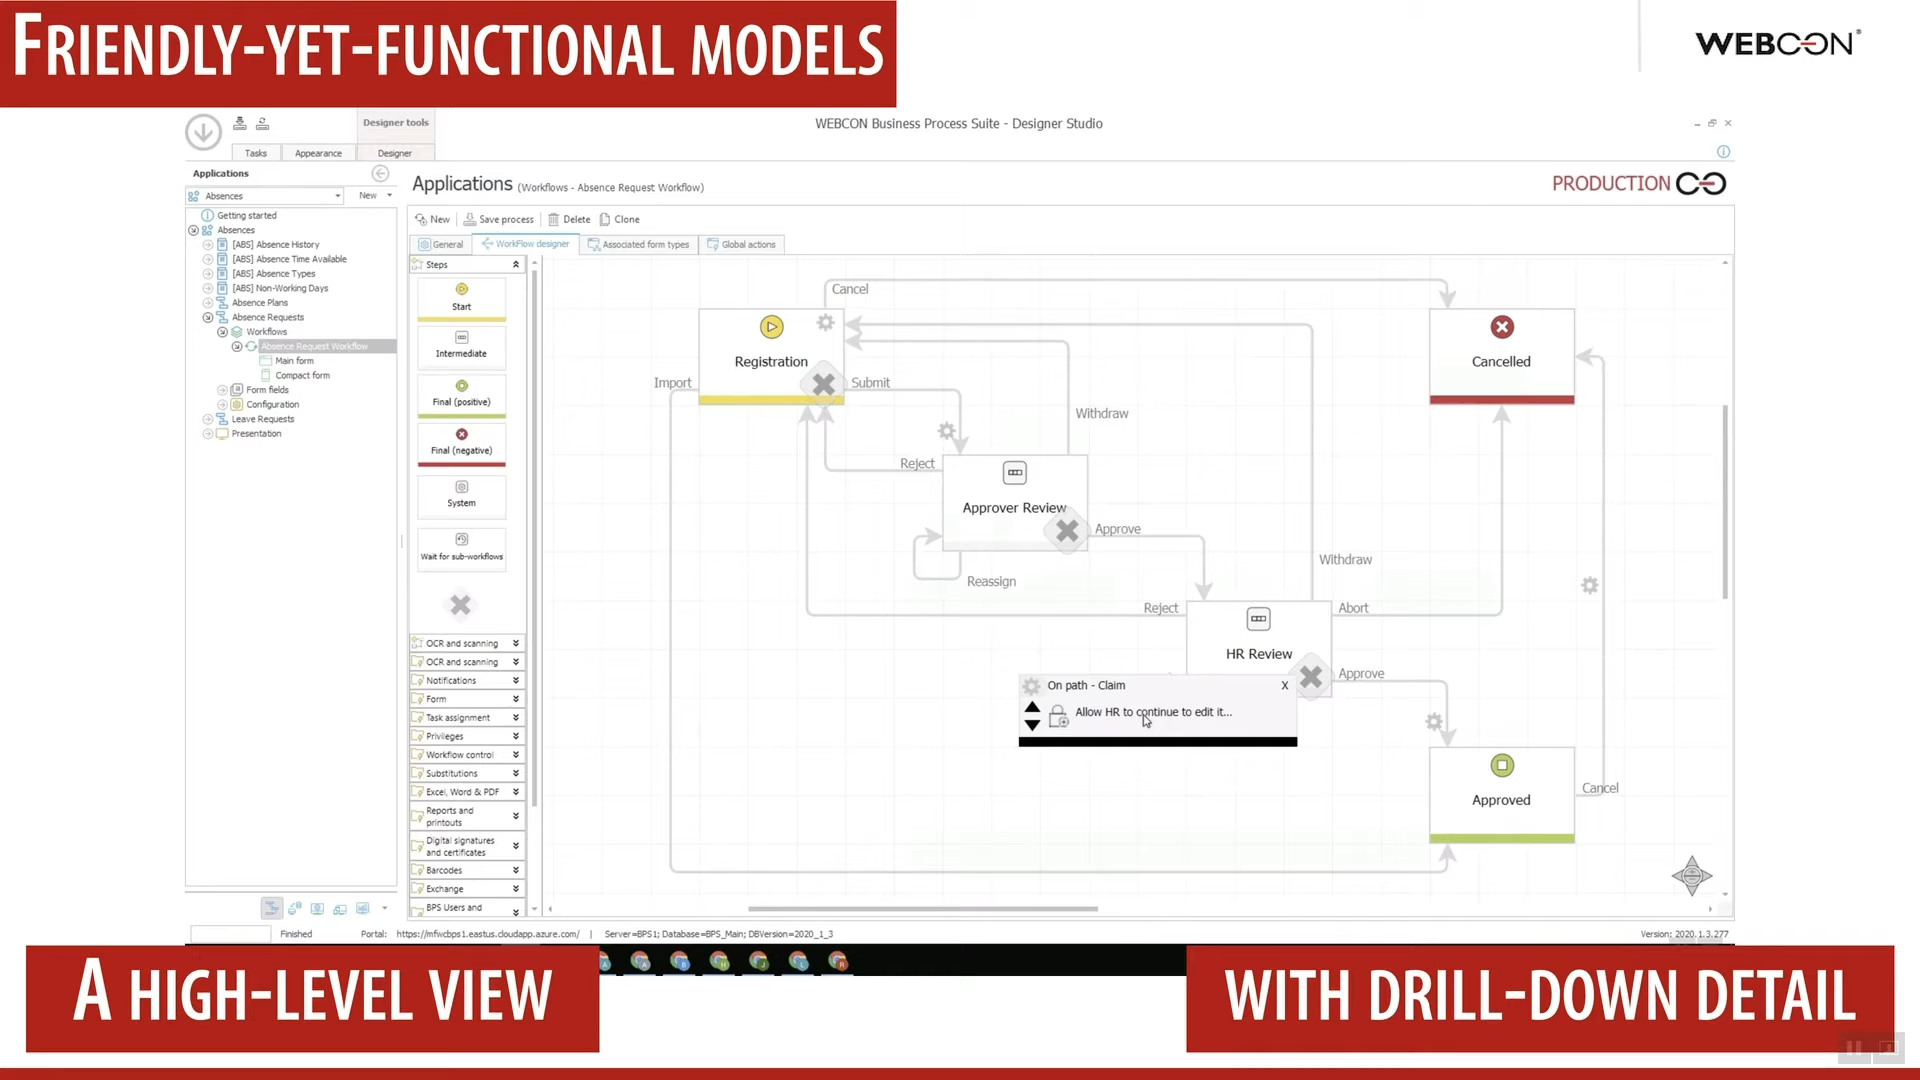 FRIENDLY-YET-FUNCTIONAL MODELS
WEBCON®
Designer tools
WEBCON Business Process Suite - Designer Studio
Tasks
Appearance
Designer
Applications
Absences
New
Getting started
Absences
[ABS] Absence History
[ABS] Absence Time Available
[ABS] Absence Types
[ABS] Non-Working Days
Absence Plans
Absence Requests
Workflows
Absence Request Workflow
Main form
Compact form
Form fields
Configuration
Leave Requests
Presentation
Applications (Workflows - Absence Request Workflow)
PRODUCTION
New
Save process
Delete
Clone
General
WorkFlow designer
Associated form types
Global actions
Steps
Start
Intermediate
Final (positive)
Final (negative)
System
Wait for sub-workflows
OCR and scanning
OCR and scanning
Notifications
Form
Task assignment
Privileges
Workflow control
Substitutions
Excel, Word & PDF
Reports and
printouts
Digital signatures
and certificates
Barcodes
Exchange
BPS Users and
Cancel
Registration
Import
Submit
Cancelled
Withdraw
Reject
Approver Review
Approve
Reassign
Withdraw
Reject
Abort
HR Review
Approve
On path - Claim
X
Allow HR to continue to edit it...
Approved
Cancel
Finished
Portal: https://mfwcbps1.eastus.cloudapp.azure.com/ | Server=BPS1; Database=BPS_Main; DBVersion=2020_1_3
Version: 2020.1.3.277
A HIGH-LEVEL VIEW
WITH DRILL-DOWN DETAIL